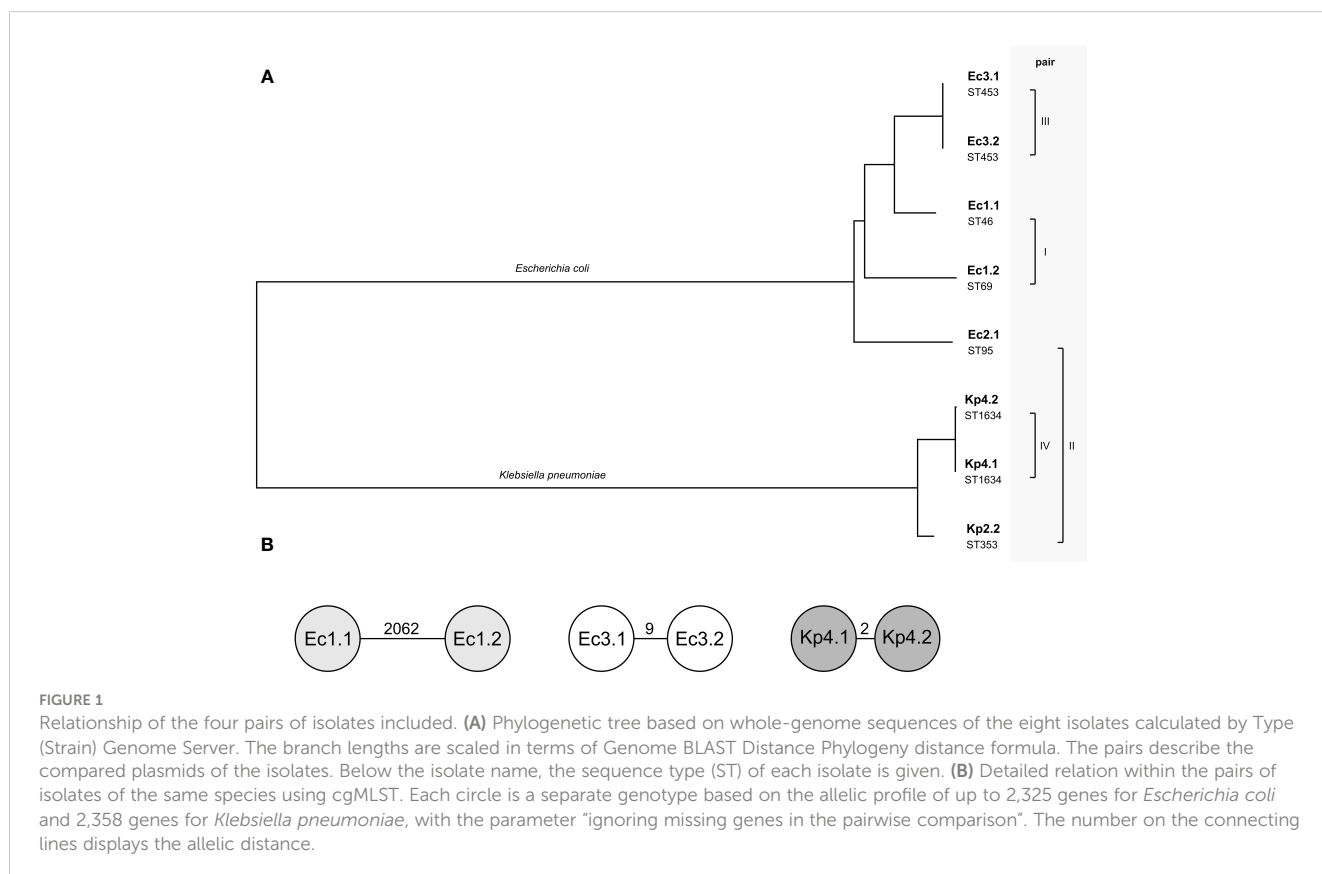 A
pair
Ec3.1
ST453
III
Ec3.2
ST453
Ec1.1
ST46
I
Escherichia coli
Ec1.2
ST69
Ec2.1
ST95
Kp4.2
ST1634
IV
II
Klebsiella pneumoniae
Kp4.1
ST1634
Kp2.2
ST353
B
Ec1.1
2062
Ec1.2
Ec3.1
9
Ec3.2
Kp4.1
2
Kp4.2
FIGURE 1
Relationship of the four pairs of isolates included. (A) Phylogenetic tree based on whole-genome sequences of the eight isolates calculated by Type
(Strain) Genome Server. The branch lengths are scaled in terms of Genome BLAST Distance Phylogeny distance formula. The pairs describe the
compared plasmids of the isolates. Below the isolate name, the sequence type (ST) of each isolate is given. (B) Detailed relation within the pairs of
isolates of the same species using cgMLST. Each circle is a separate genotype based on the allelic profile of up to 2,325 genes for Escherichia coli
and 2,358 genes for Klebsiella pneumoniae, with the parameter “ignoring missing genes in the pairwise comparison”. The number on the connecting
lines displays the allelic distance.